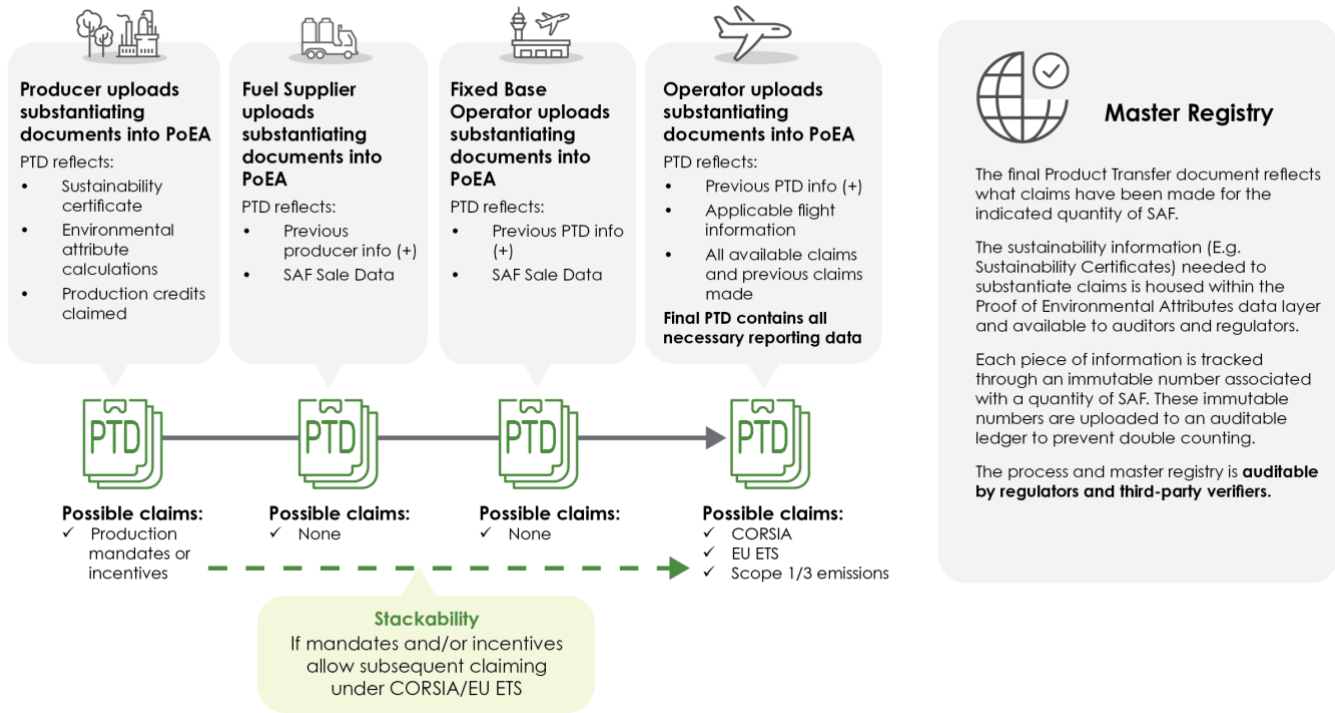 Producer uploads
substantiating
documents into PoEA
PTD reflects:
• Sustainability
certificate
• Environmental
attribute
calculations
• Production credits
claimed
Fuel Supplier
uploads
substantiating
documents into
PoEA
PTD reflects:
• Previous
producer info (+)
• SAF Sale Data
Fixed Base
Operator uploads
substantiating
documents into
PoEA
PTD reflects:
• Previous PTD info
(+)
• SAF Sale Data
Operator uploads
substantiating
documents into PoEA
PTD reflects:
• Previous PTD info (+)
• Applicable flight
information
• All available claims
and previous claims
made
Final PTD contains all
necessary reporting data
PTD
PTD
PTD
PTD
Possible claims:
✓ Production
mandates or
incentives
Possible claims:
✓ None
Possible claims:
✓ None
Possible claims:
✓ CORSIA
✓ EU ETS
✓ Scope 1/3 emissions
Stackability
If mandates and/or incentives
allow subsequent claiming
under CORSIA/EU ETS
Master Registry
The final Product Transfer document reflects
what claims have been made for the
indicated quantity of SAF.
The sustainability information (E.g.
Sustainability Certificates) needed to
substantiate claims is housed within the
Proof of Environmental Attributes data layer
and available to auditors and regulators.
Each piece of information is tracked
through an immutable number associated
with a quantity of SAF. These immutable
numbers are uploaded to an auditable
ledger to prevent double counting.
The process and master registry is auditable
by regulators and third-party verifiers.